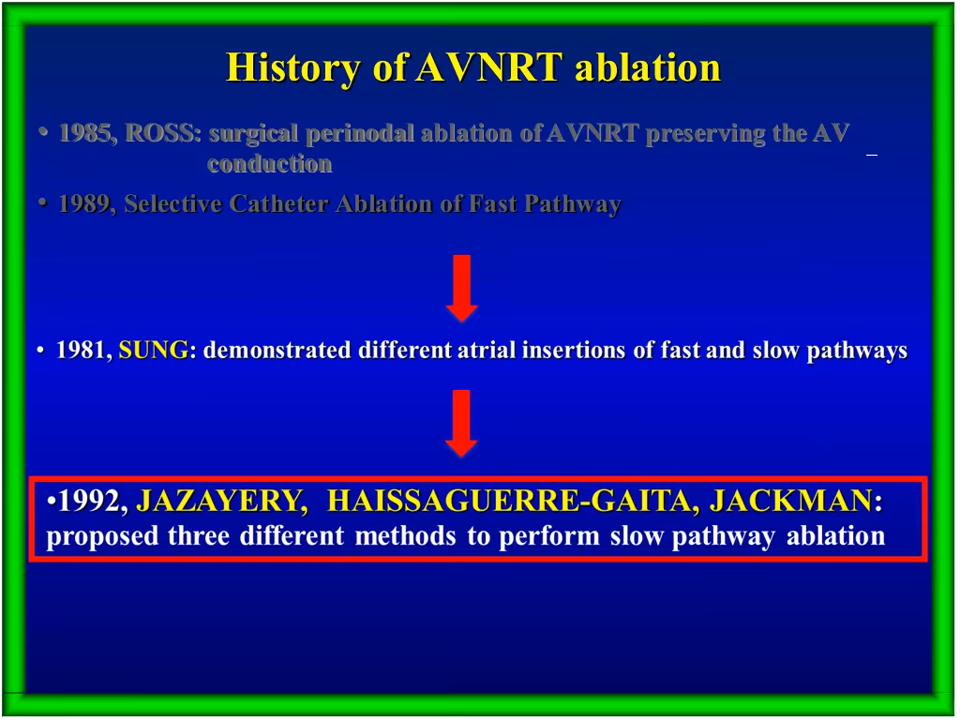 History of AVNRT ablation
• 1985, ROSS: surgical perinodal ablation of AVNRT preserving the AV
conduction
• 1989, Selective Catheter Ablation of Fast Pathway
• 1981, SUNG: demonstrated different atrial insertions of fast and slow pathways
•1992, JAZAYERY, HAISSAGUERRE-GAITA, JACKMAN:
proposed three different methods to perform slow pathway ablation